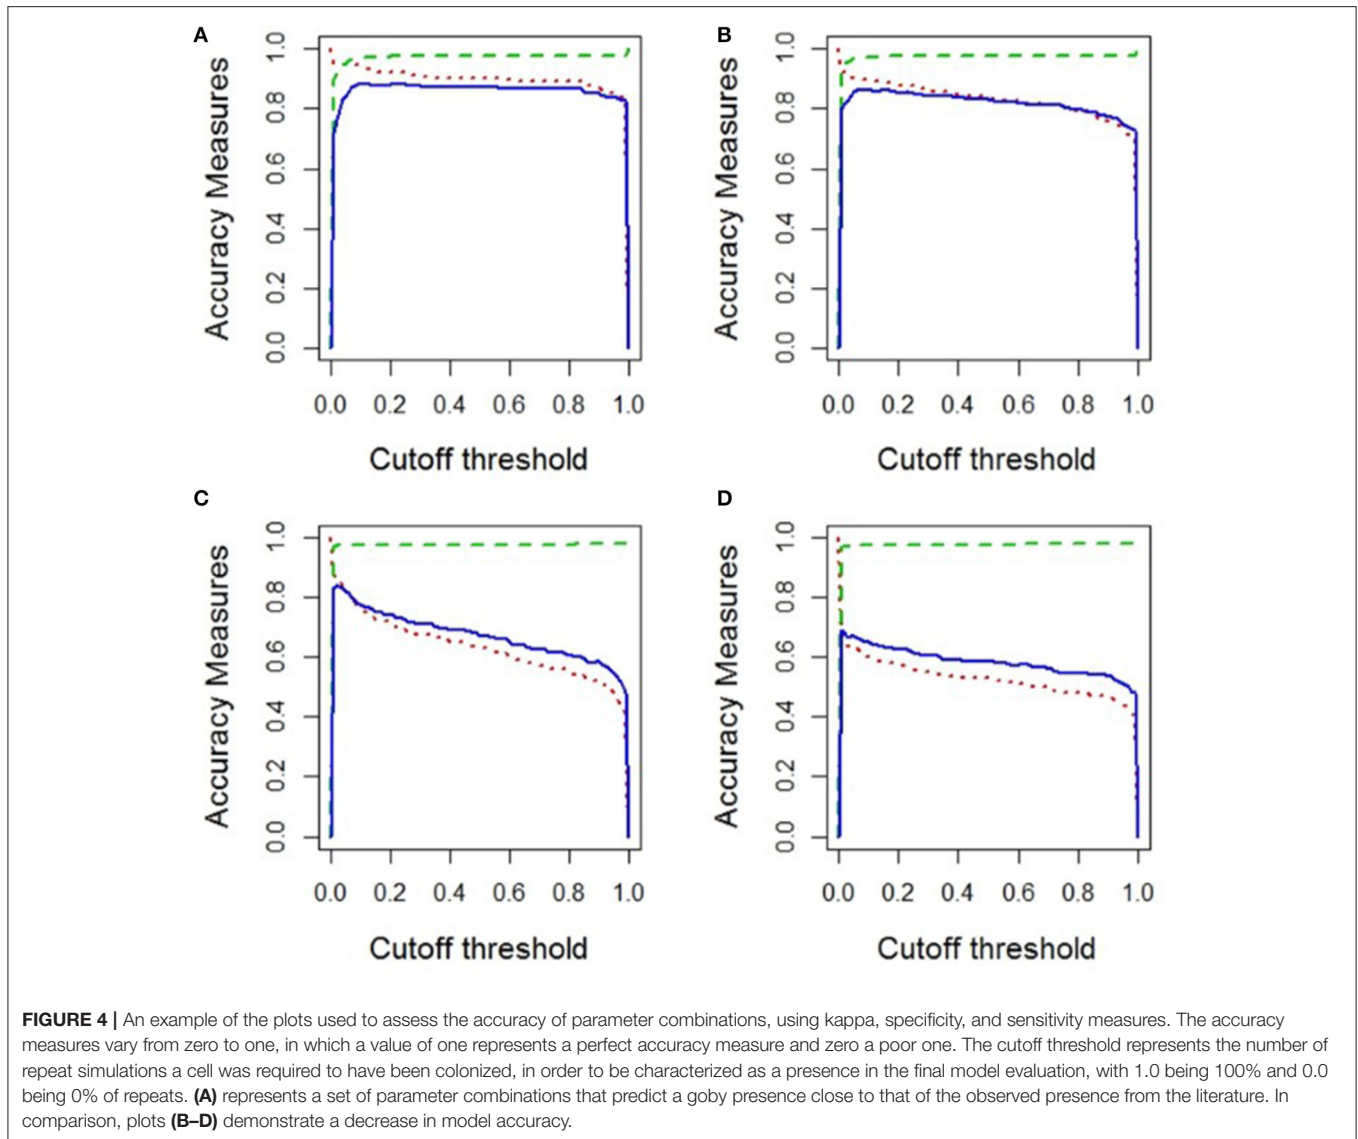 A
Accuracy Measures
0.0 0.2 0.4 0.6 0.8 1.0
0.0 0.2 0.4 0.6 0.8 1.0
Cutoff threshold
B
Accuracy Measures
0.0 0.2 0.4 0.6 0.8 1.0
0.0 0.2 0.4 0.6 0.8 1.0
Cutoff threshold
C
Accuracy Measures
0.0 0.2 0.4 0.6 0.8 1.0
0.0 0.2 0.4 0.6 0.8 1.0
Cutoff threshold
D
Accuracy Measures
0.0 0.2 0.4 0.6 0.8 1.0
0.0 0.2 0.4 0.6 0.8 1.0
Cutoff threshold
FIGURE 4 | An example of the plots used to assess the accuracy of parameter combinations, using kappa, specificity, and sensitivity measures. The accuracy
measures vary from zero to one, in which a value of one represents a perfect accuracy measure and zero a poor one. The cutoff threshold represents the number of
repeat simulations a cell was required to have been colonized, in order to be characterized as a presence in the final model evaluation, with 1.0 being 100% and 0.0
being 0% of repeats. (A) represents a set of parameter combinations that predict a goby presence close to that of the observed presence from the literature. In
comparison, plots (B–D) demonstrate a decrease in model accuracy.